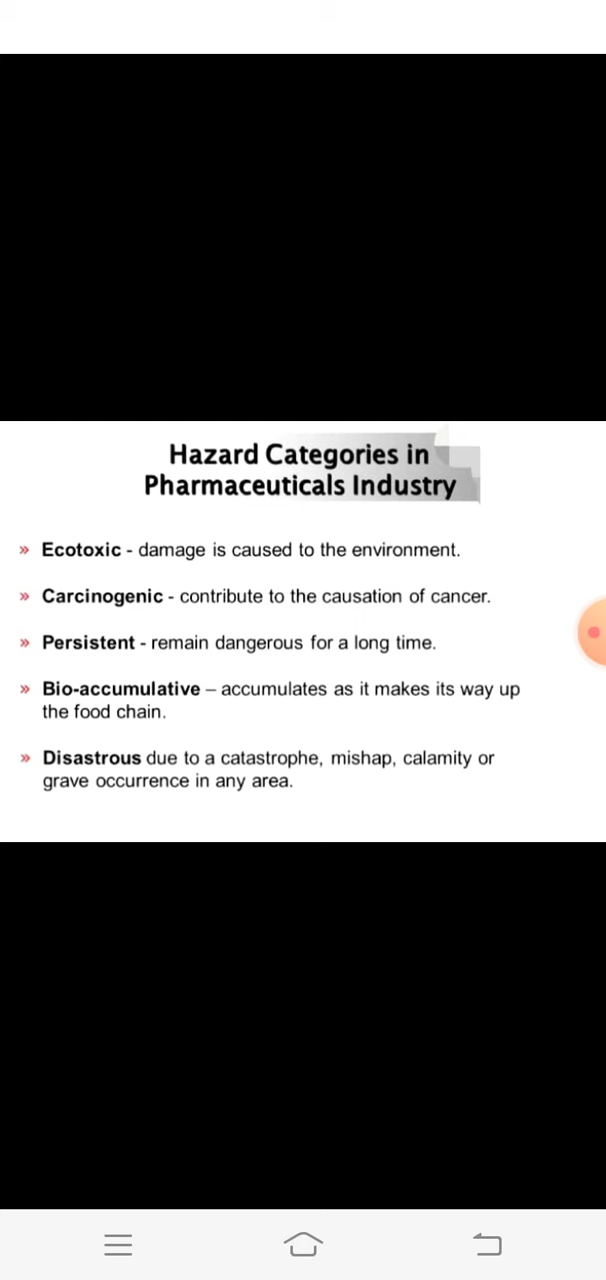 Hazard Categories in
Pharmaceuticals Industry
» Ecotoxic - damage is caused to the environment.
» Carcinogenic - contribute to the causation of cancer.
» Persistent - remain dangerous for a long time.
» Bio-accumulative – accumulates as it makes its way up
the food chain.
» Disastrous due to a catastrophe, mishap, calamity or
grave occurrence in any area.